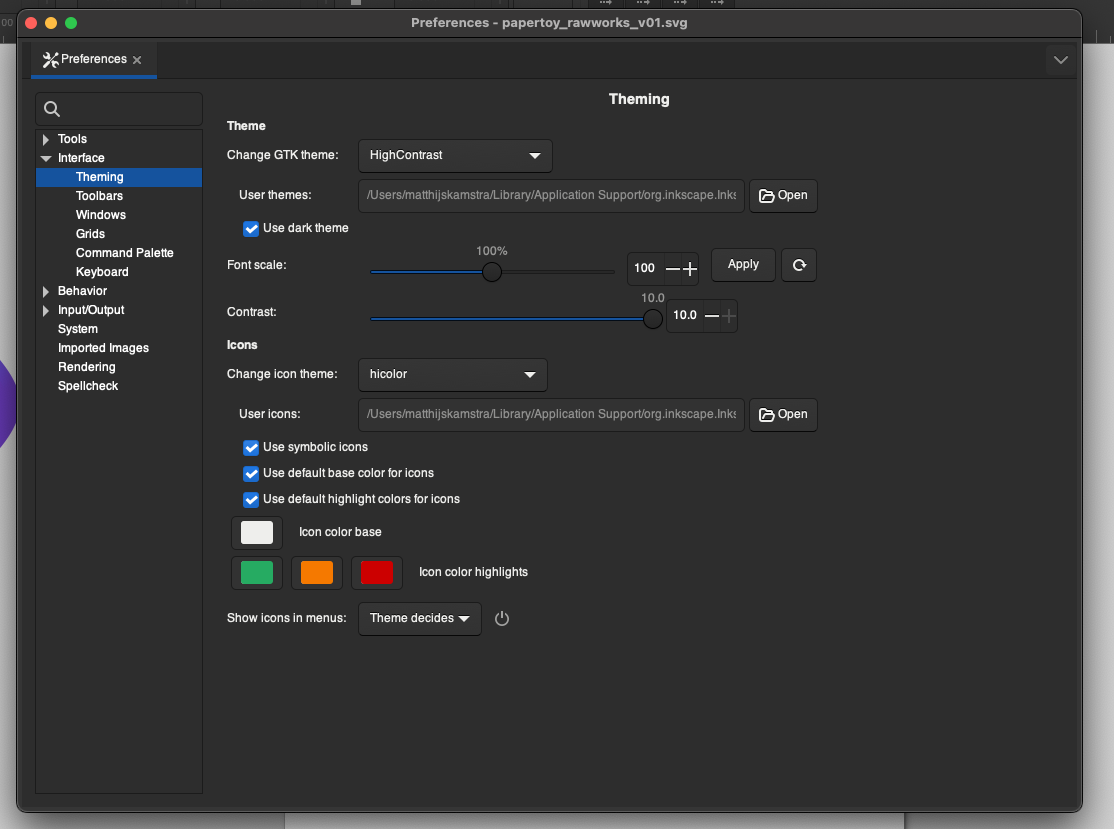 00
Preferences - papertoy_rawworks_v01.svg
Preferences
Theming
Tools
Interface
Theming
Toolbars
Windows
Grids
Command Palette
Keyboard
Behavior
Input/Output
System
Imported Images
Rendering
Spellcheck
Theme
Change GTK theme: HighContrast
User themes: /Users/matthijskamstra/Library/Application Support/org.inkscape.Inks Open
Use dark theme
100%
Font scale: 100 Apply
10.0
Contrast: 10.0
Icons
Change icon theme: hicolor
User icons: /Users/matthijskamstra/Library/Application Support/org.inkscape.Inks Open
Use symbolic icons
Use default base color for icons
Use default highlight colors for icons
Icon color base
Icon color highlights
Show icons in menus: Theme decides